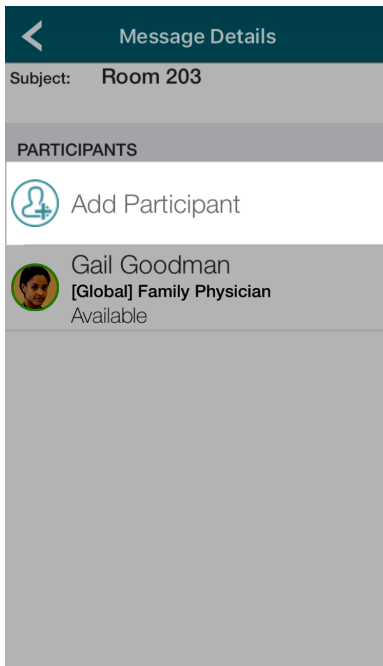 Message Details
Subject: Room 203
PARTICIPANTS
Add Participant
Gail Goodman
[Global] Family Physician
Available